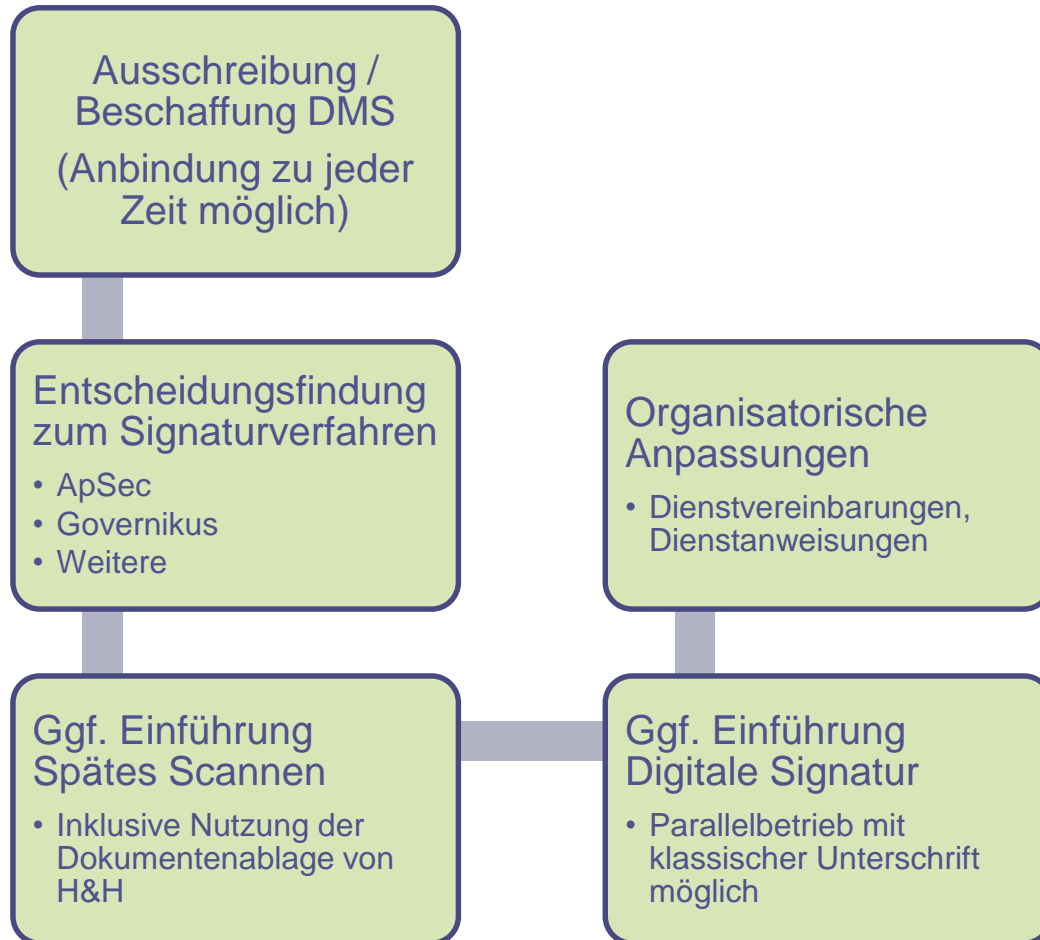 Ausschreibung /
Beschaffung DMS
(Anbindung zu jeder
Zeit möglich)
Entscheidungsfindung
zum Signaturverfahren
• ApSec
• Governikus
• Weitere
Ggf. Einführung
Spätes Scannen
• Inklusive Nutzung der
Dokumentenablage von
H&H
Ggf. Einführung
Digitale Signatur
• Parallelbetrieb mit
klassischer Unterschrift
möglich
Organisatorische
Anpassungen
• Dienstvereinbarungen,
Dienstanweisungen